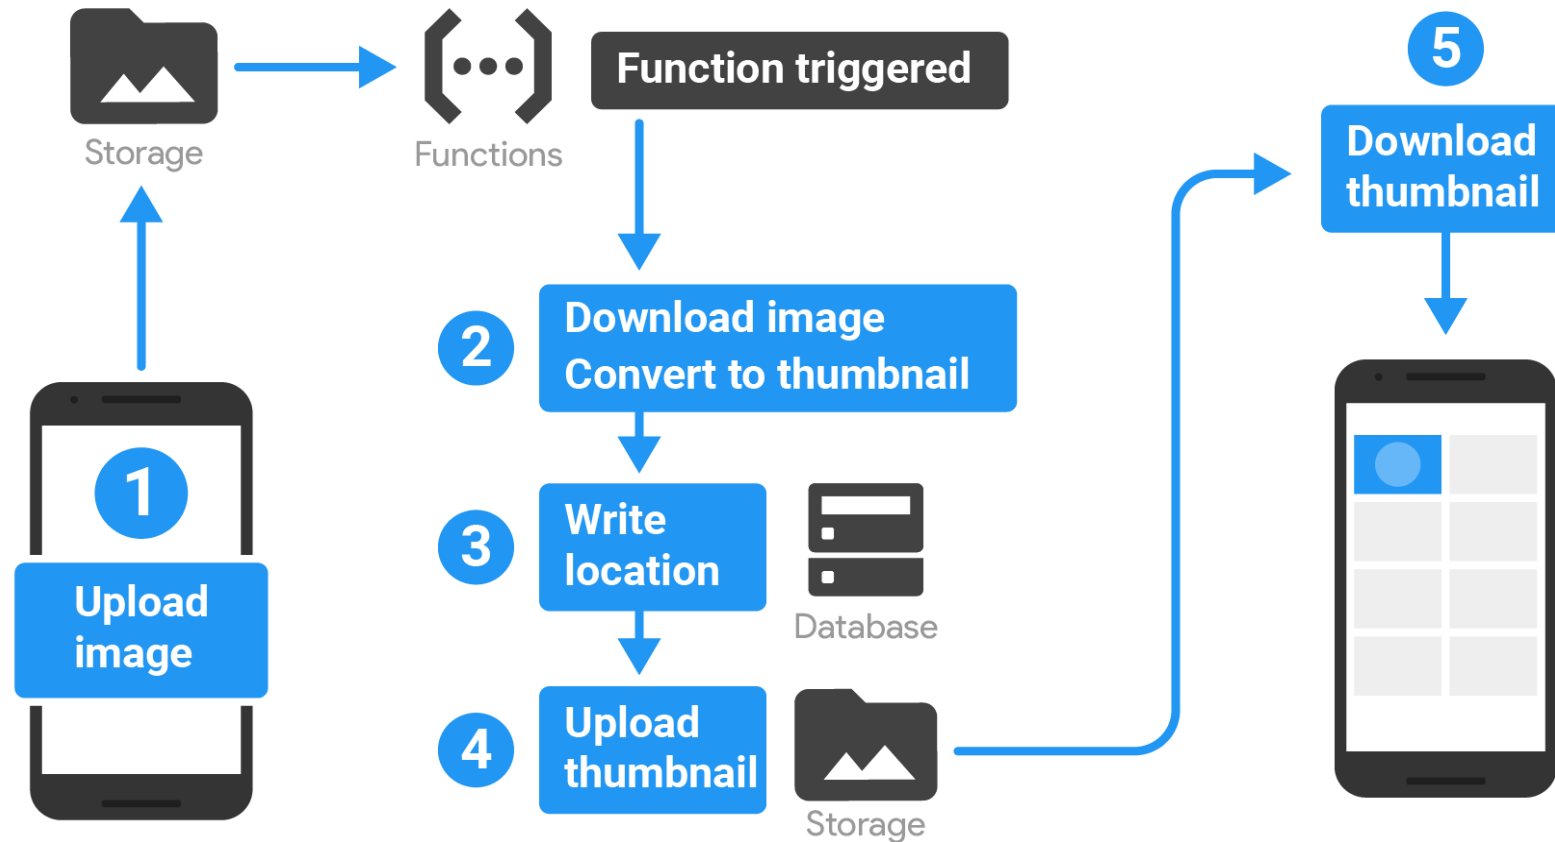 Storage
Functions
Function triggered
1
Upload
image
2
Download image
Convert to thumbnail
3
Write
location
Database
4
Upload
thumbnail
Storage
5
Download
thumbnail